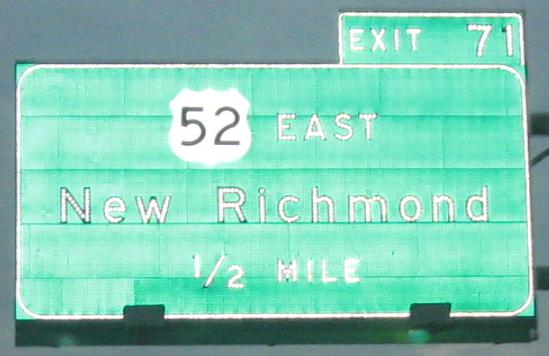 EXIT 71
52 EAST
New Richmond
1/2 MILE